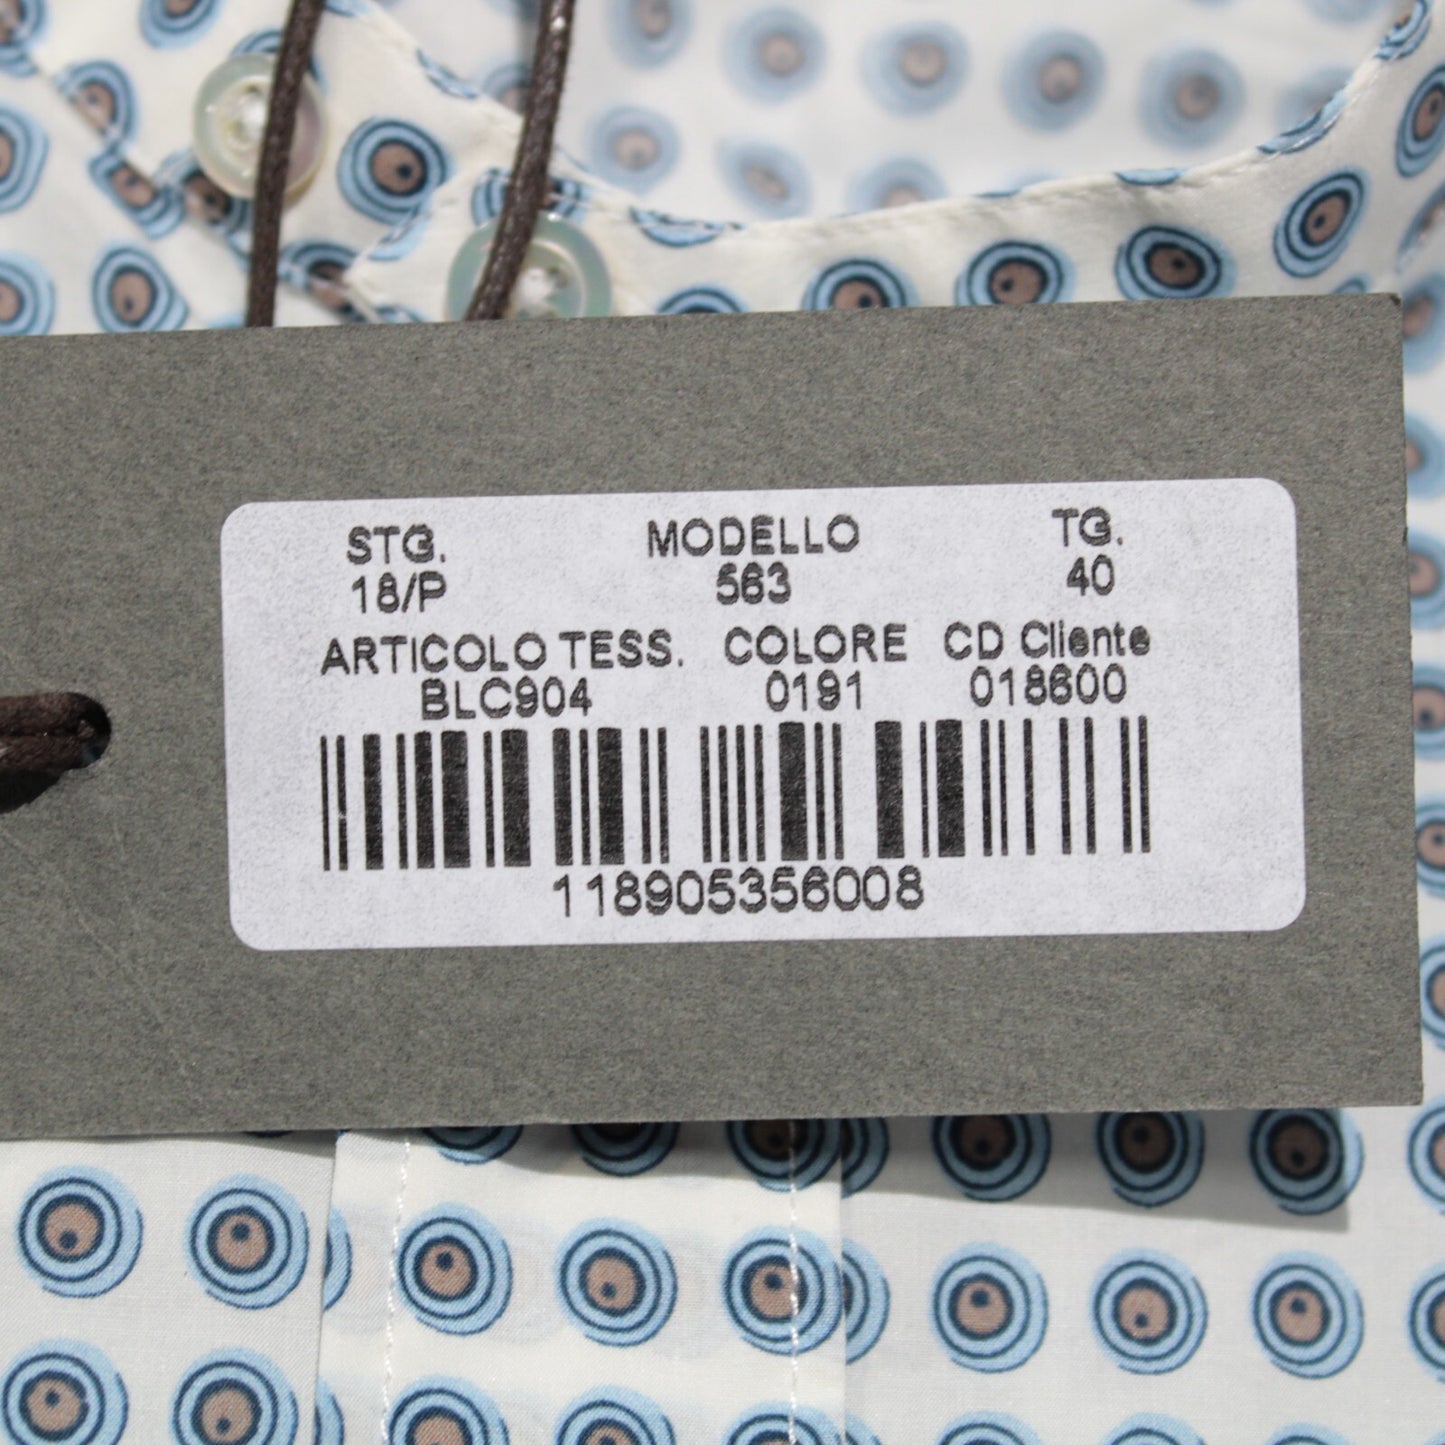 STG. MODELLO TG.
18/P 563 40
ARTICOLO TESS. COLORE CD Cliente
BLC904 0191 018600
118905356008